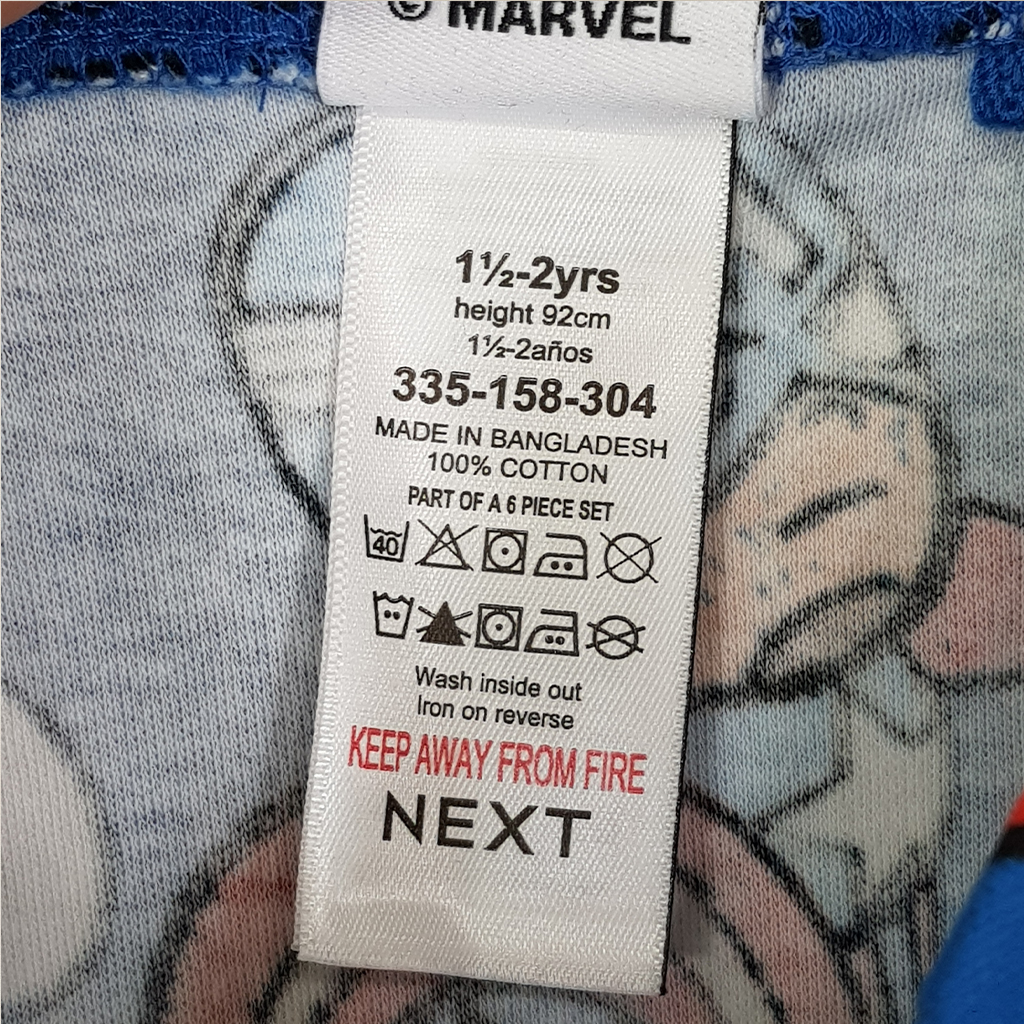 © MARVEL
1½-2yrs
height 92cm
1½-2años
335-158-304
MADE IN BANGLADESH
100% COTTON
PART OF A 6 PIECE SET
40
Wash inside out
Iron on reverse
KEEP AWAY FROM FIRE
NEXT